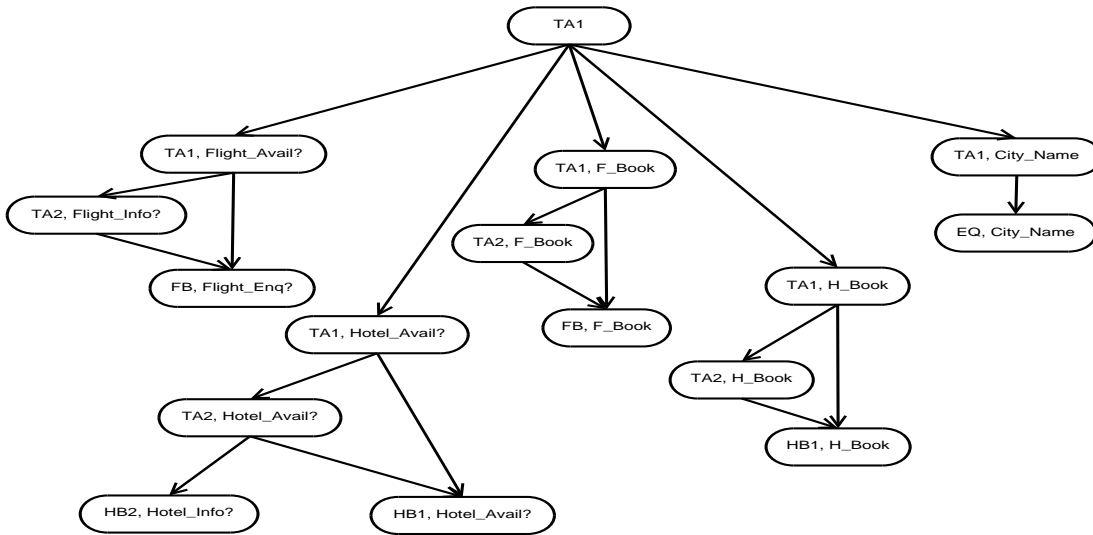 TA1
TA1, Flight_Avail?
TA1, F_Book
TA1, City_Name
TA2, Flight_Info?
TA2, F_Book
EQ, City_Name
FB, Flight_Enq?
TA1, H_Book
TA1, Hotel_Avail?
FB, F_Book
TA2, H_Book
TA2, Hotel_Avail?
HB1, H_Book
HB2, Hotel_Info?
HB1, Hotel_Avail?